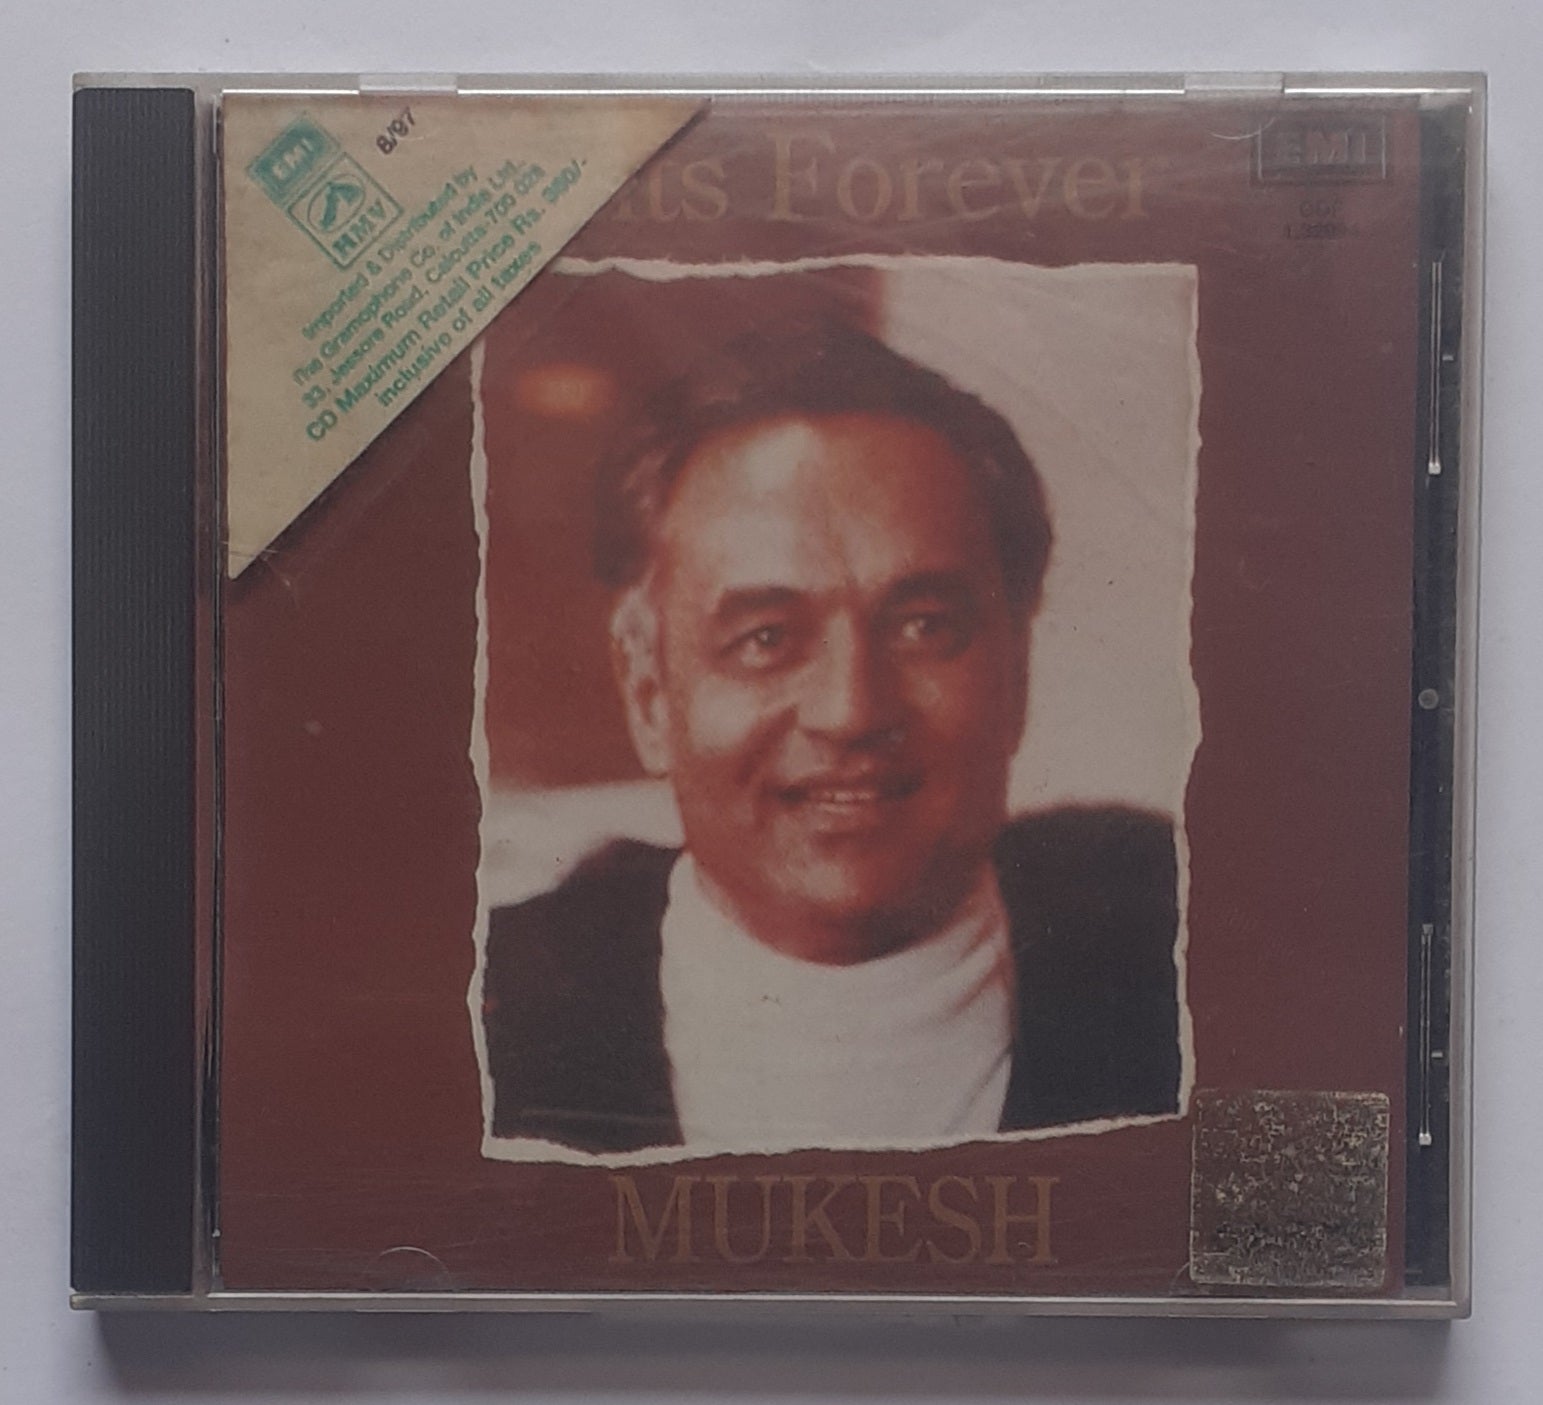 EMI
HMV
8/97
Imported & Distributed by
The Gramophone Co. of India Ltd.,
33, Jessore Road, Calcutta-700 028
CD Maximum Retail Price Rs.
inclusive of all taxes
its Forever
EMI
MUKESH